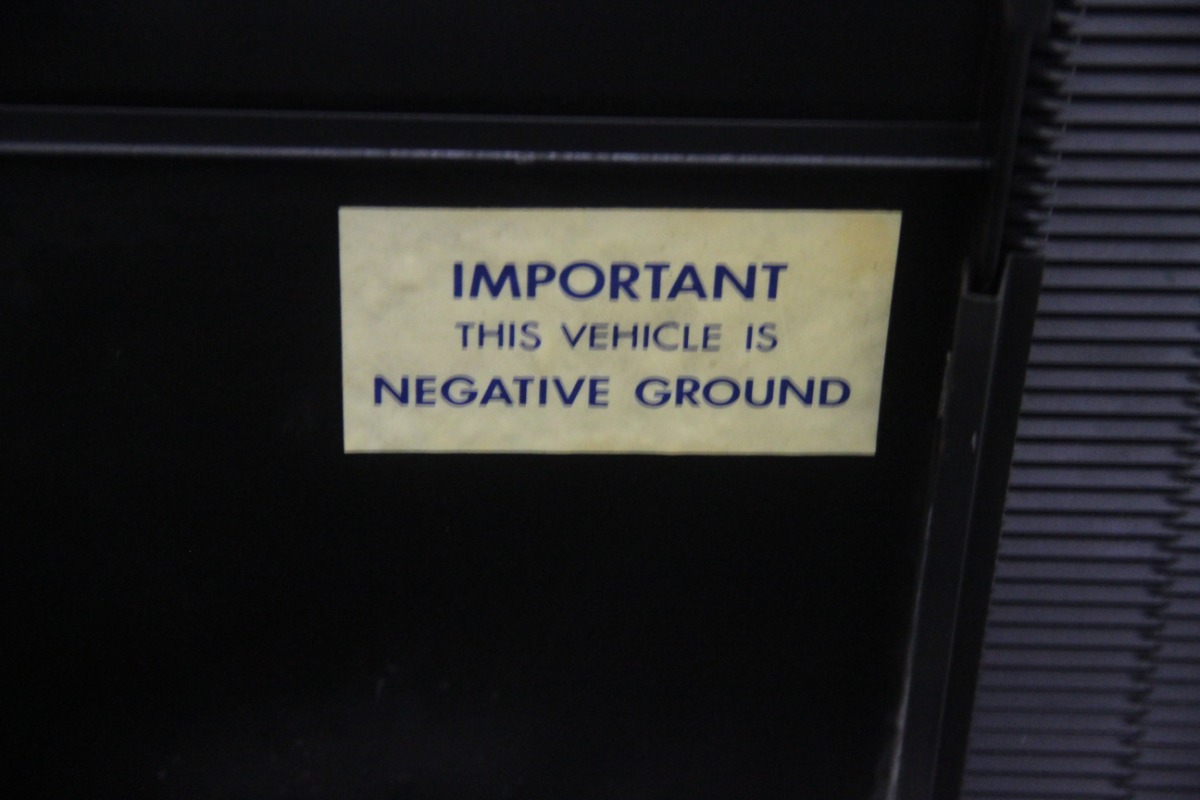 IMPORTANT
THIS VEHICLE IS
NEGATIVE GROUND